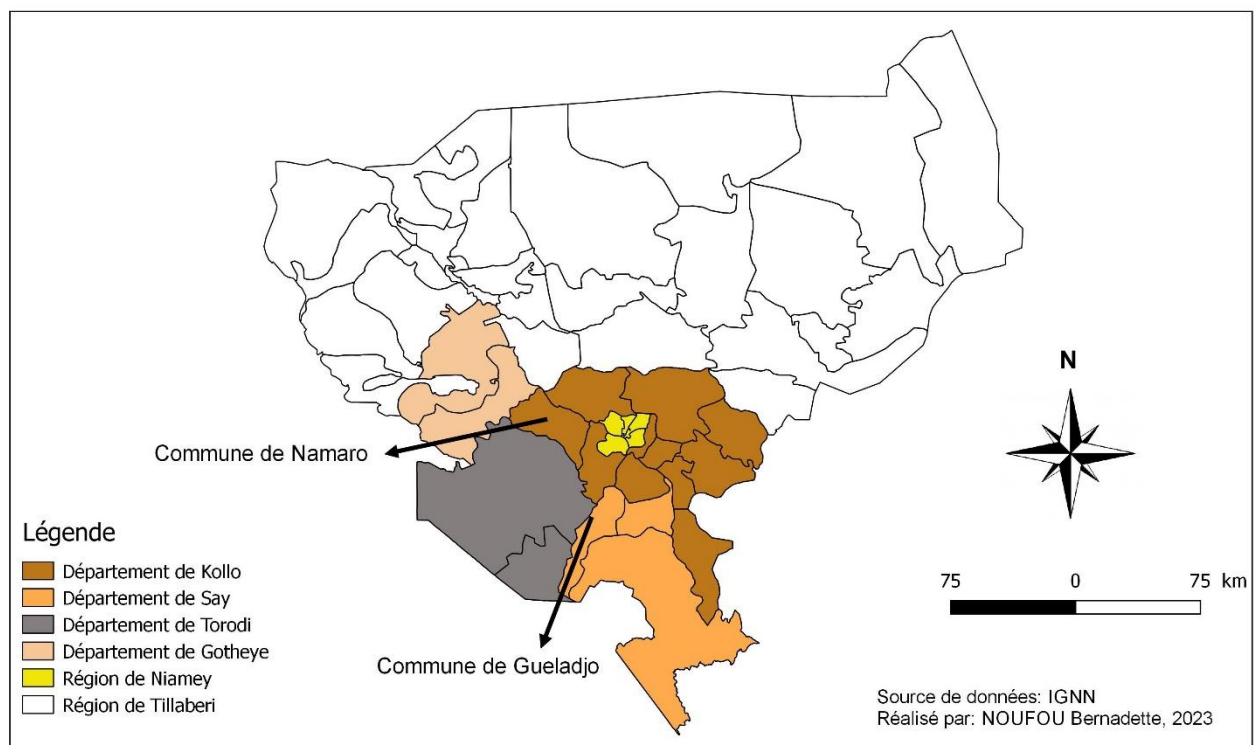 N
Commune de Namaro
Légende
Département de Kollo
Département de Say
Département de Torodi
Département de Gotheye
Région de Niamey
Région de Tillaberi
Commune de Gueladjo
75 0 75 km
Source de données: IGNN
Réalisé par: NOUFOU Bernadette, 2023